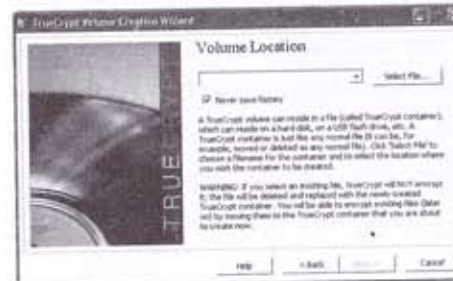 TrueCrypt Volume Creation Wizard
Volume Location
Select File...
Never save history
A TrueCrypt volume can reside in a file (called TrueCrypt container),
which can reside on a hard disk, on a USB flash drive, etc. A
TrueCrypt container is just like any normal file (it can be, for
example, moved or deleted as any normal file). Click 'Select File' to
choose a filename for the container and to select the location where
you wish the container to be created.
WARNING: If you select an existing file, TrueCrypt will NOT encrypt
it; the file will be deleted and replaced with the newly created
TrueCrypt container. You will be able to encrypt existing files (later
on) by moving them to the TrueCrypt container that you are about
to create now.
TRUE
Help
< Back
Cancel